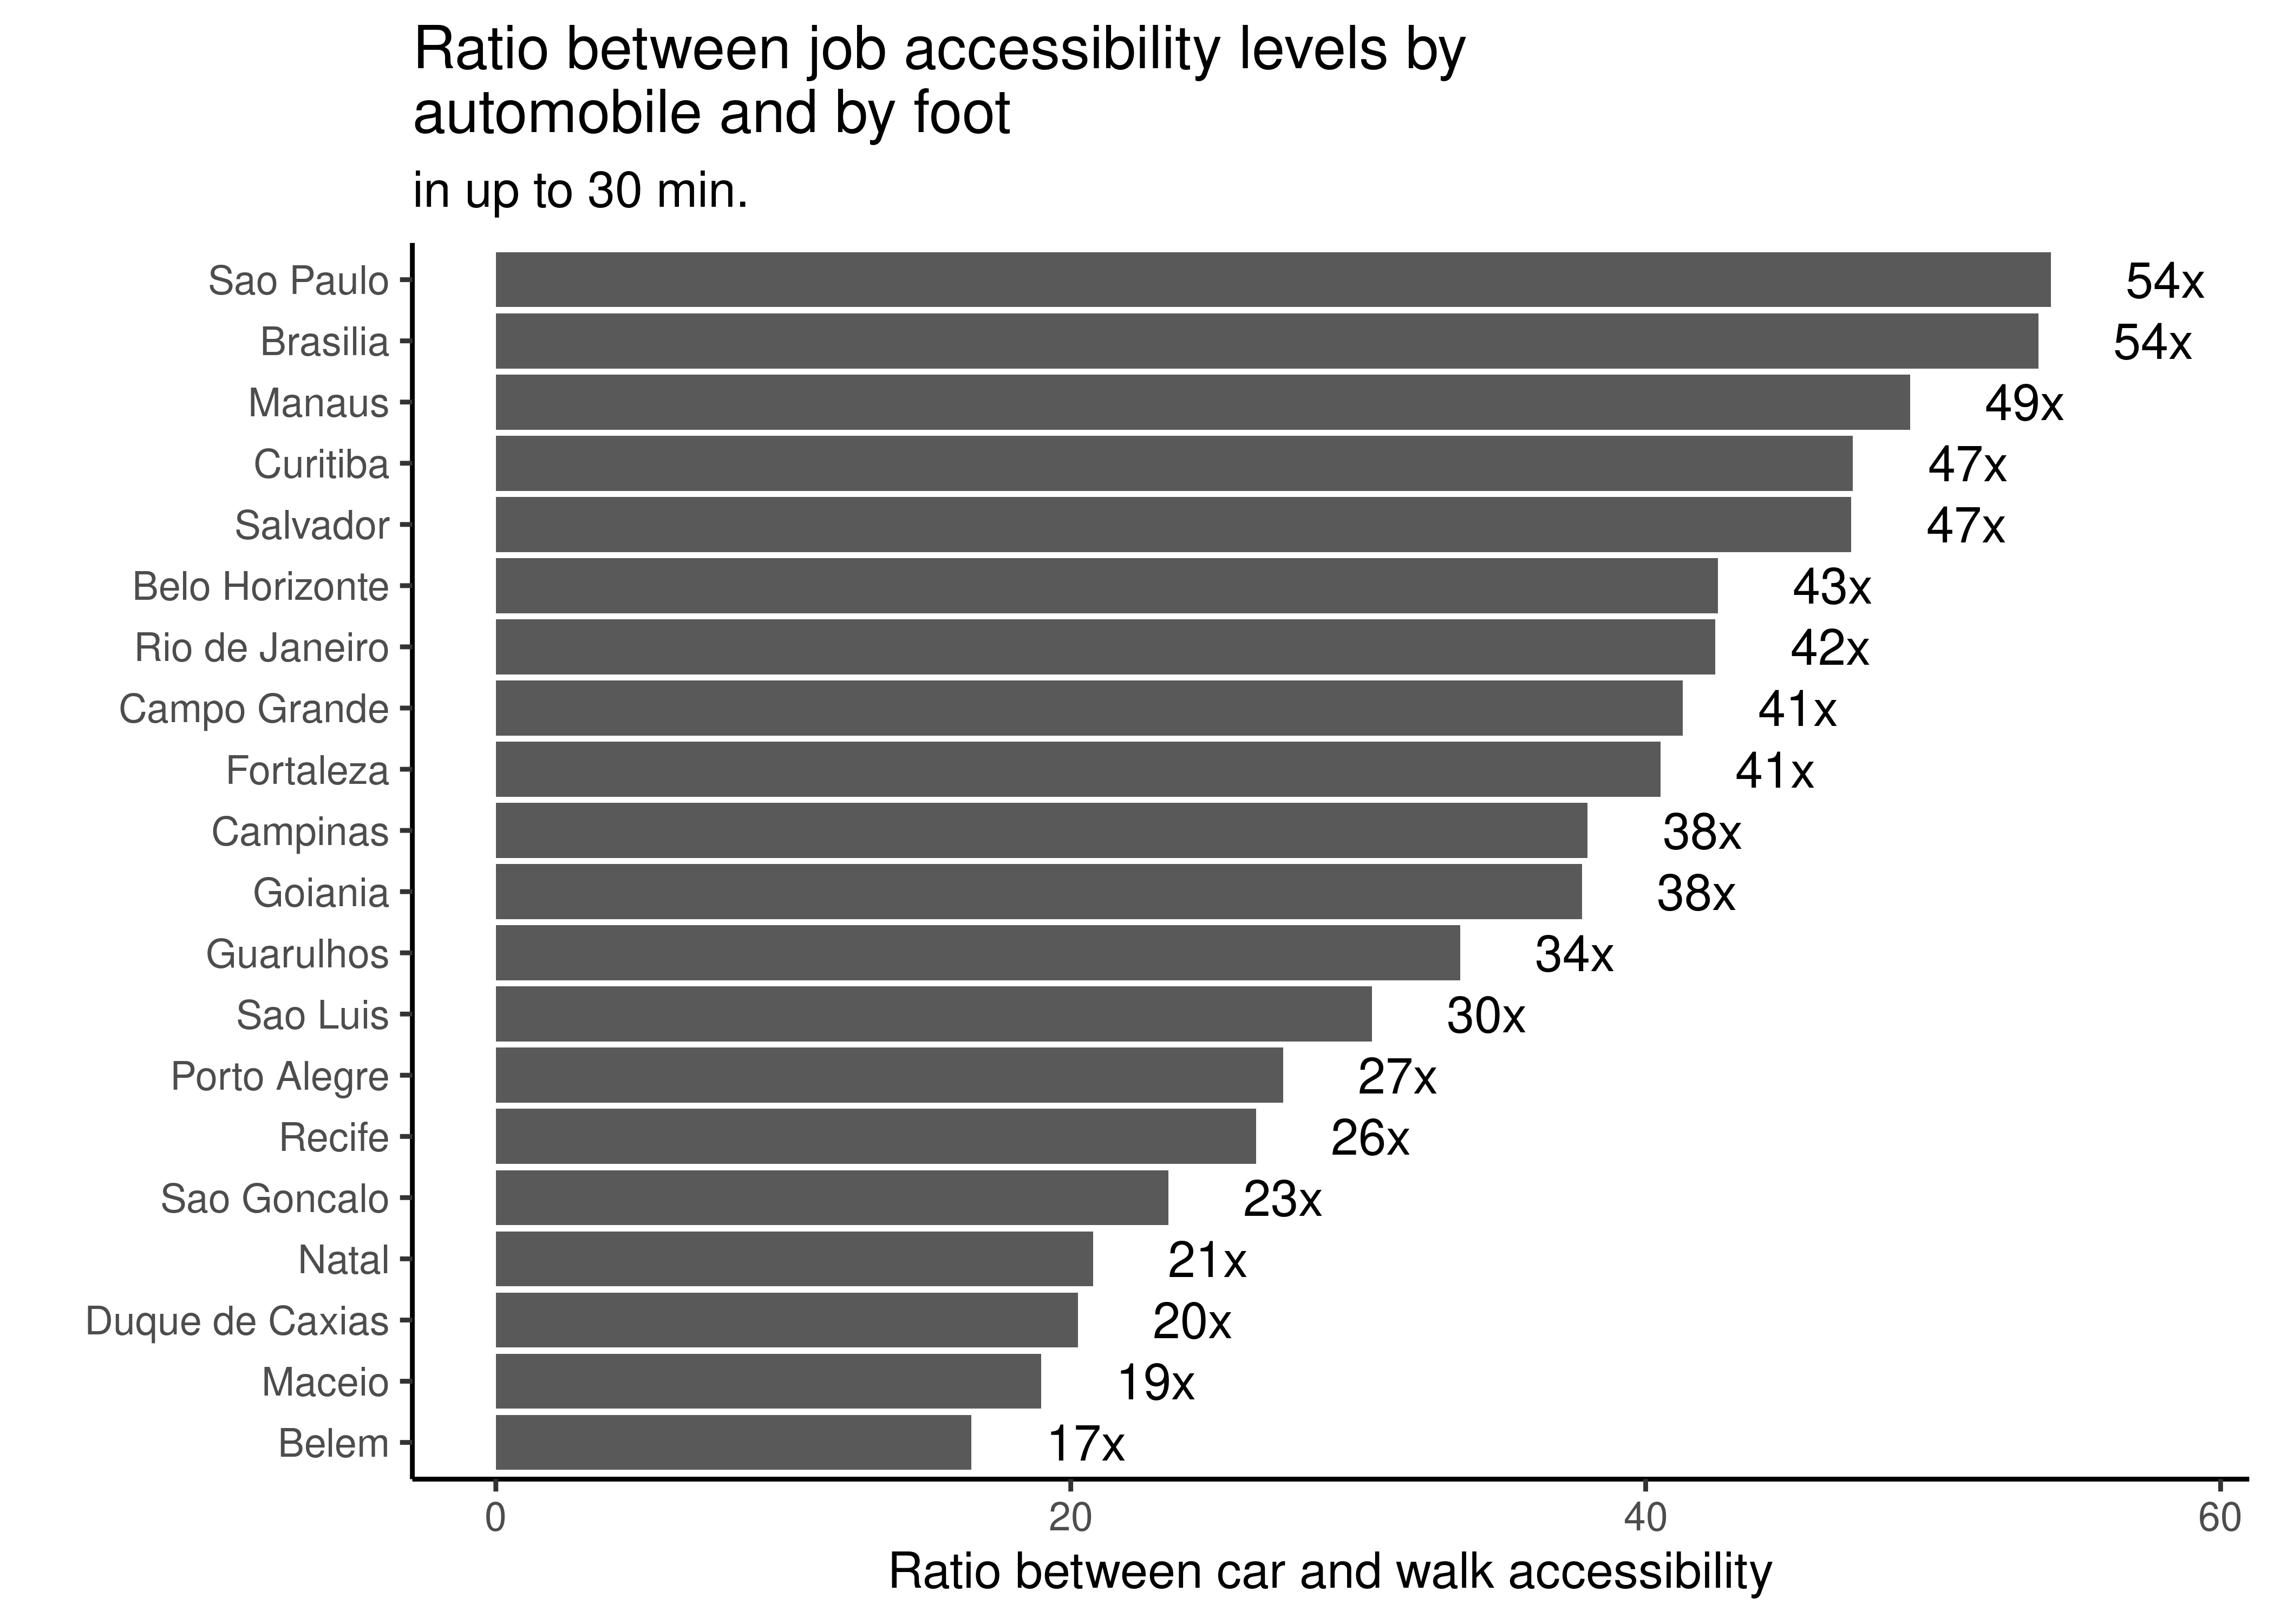 Ratio between job accessibility levels by
automobile and by foot
in up to 30 min.
Sao Paulo 54x
Brasilia 54x
Manaus 49x
Curitiba 47x
Salvador 47x
Belo Horizonte 43x
Rio de Janeiro 42x
Campo Grande 41x
Fortaleza 41x
Campinas 38x
Goiania 38x
Guarulhos 34x
Sao Luis 30x
Porto Alegre 27x
Recife 26x
Sao Goncalo 23x
Natal 21x
Duque de Caxias 20x
Maceio 19x
Belem 17x
0 20 40 60
Ratio between car and walk accessibility